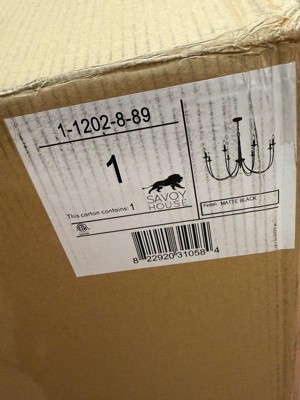 1-1202-8-89
1
This carton contains: 1
SAVOY
HOUSE
Finish: MATTE BLACK
8 22920 31058 4